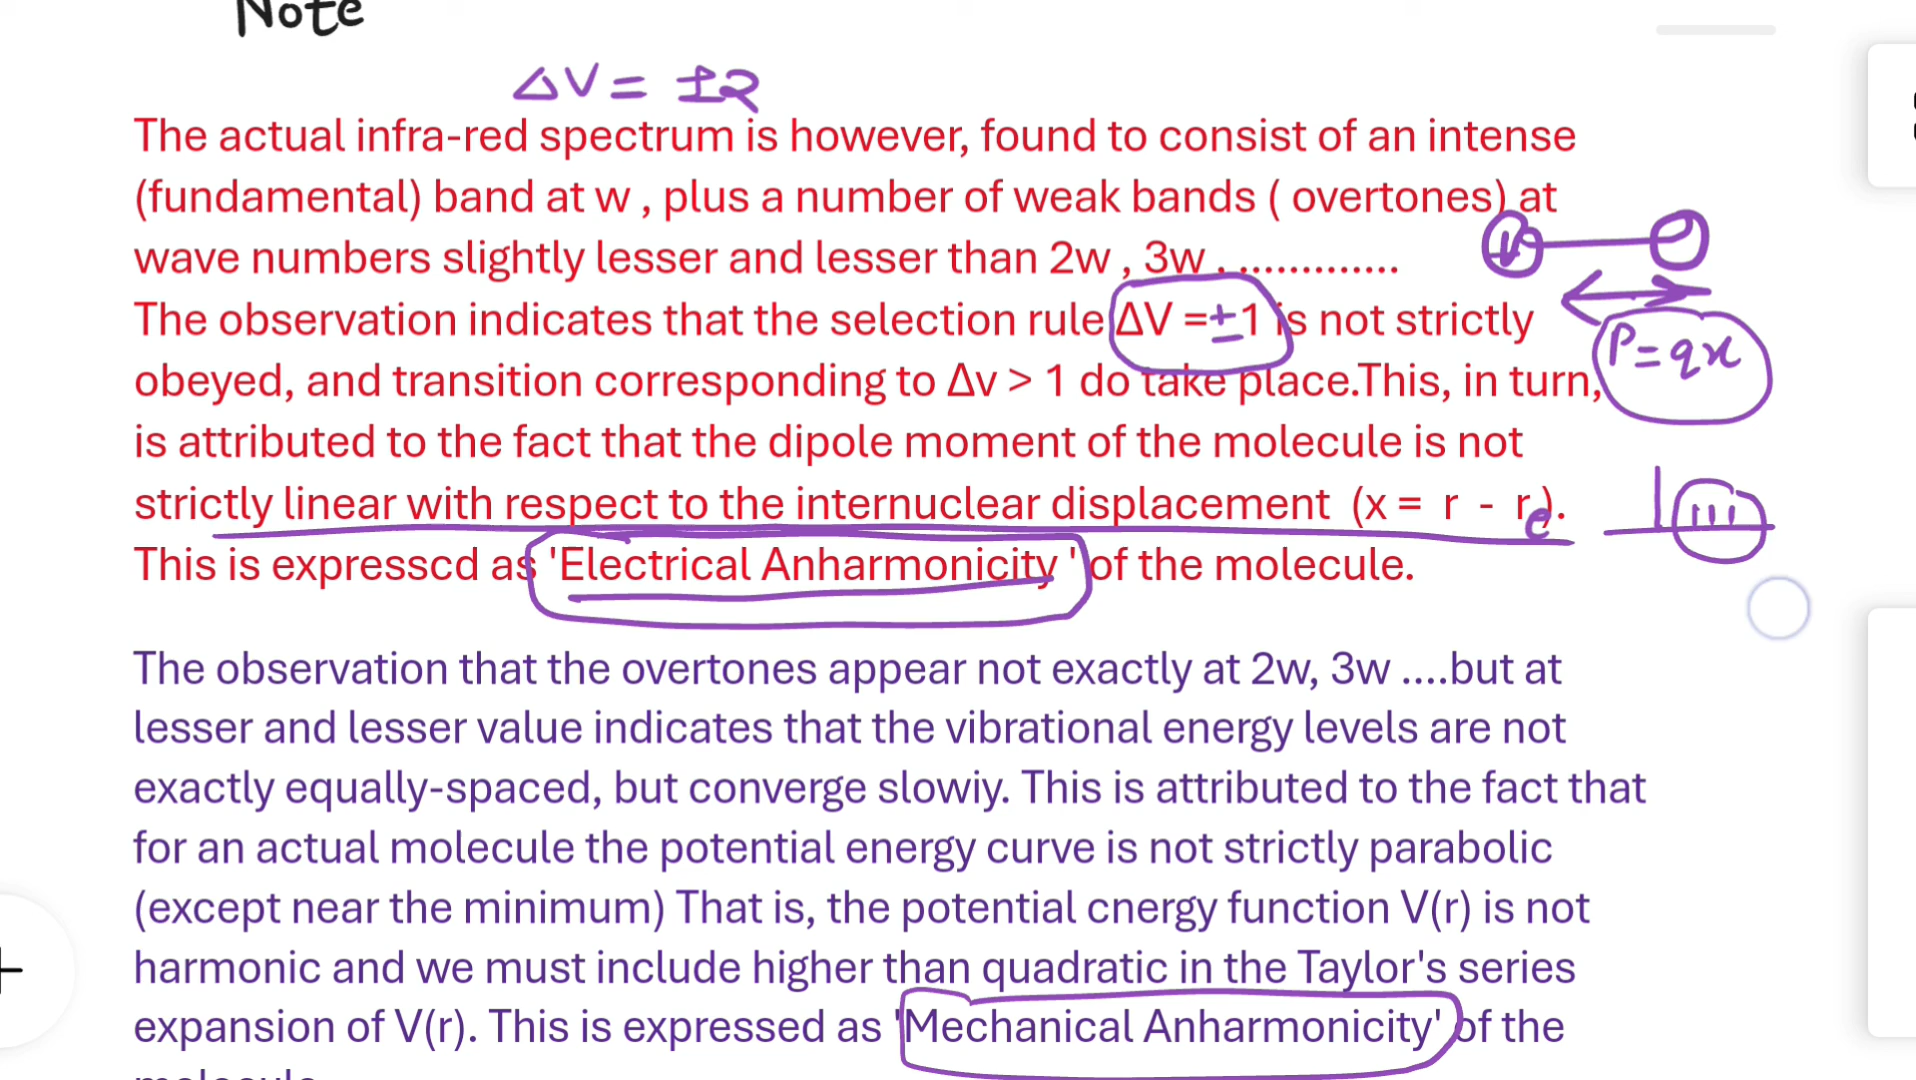 Note
ΔV = ±2
The actual infra-red spectrum is however, found to consist of an intense
(fundamental) band at w , plus a number of weak bands ( overtones) at
wave numbers slightly lesser and lesser than 2w , 3w , .............
The observation indicates that the selection rule ΔV =±1 is not strictly
obeyed, and transition corresponding to Δv > 1 do take place.This, in turn,
P=qx
is attributed to the fact that the dipole moment of the molecule is not
strictly linear with respect to the internuclear displacement (x = r - re).
This is expresscd as 'Electrical Anharmonicity ' of the molecule.
The observation that the overtones appear not exactly at 2w, 3w ....but at
lesser and lesser value indicates that the vibrational energy levels are not
exactly equally-spaced, but converge slowiy. This is attributed to the fact that
for an actual molecule the potential energy curve is not strictly parabolic
(except near the minimum) That is, the potential cnergy function V(r) is not
harmonic and we must include higher than quadratic in the Taylor's series
expansion of V(r). This is expressed as 'Mechanical Anharmonicity' of the
molecule.